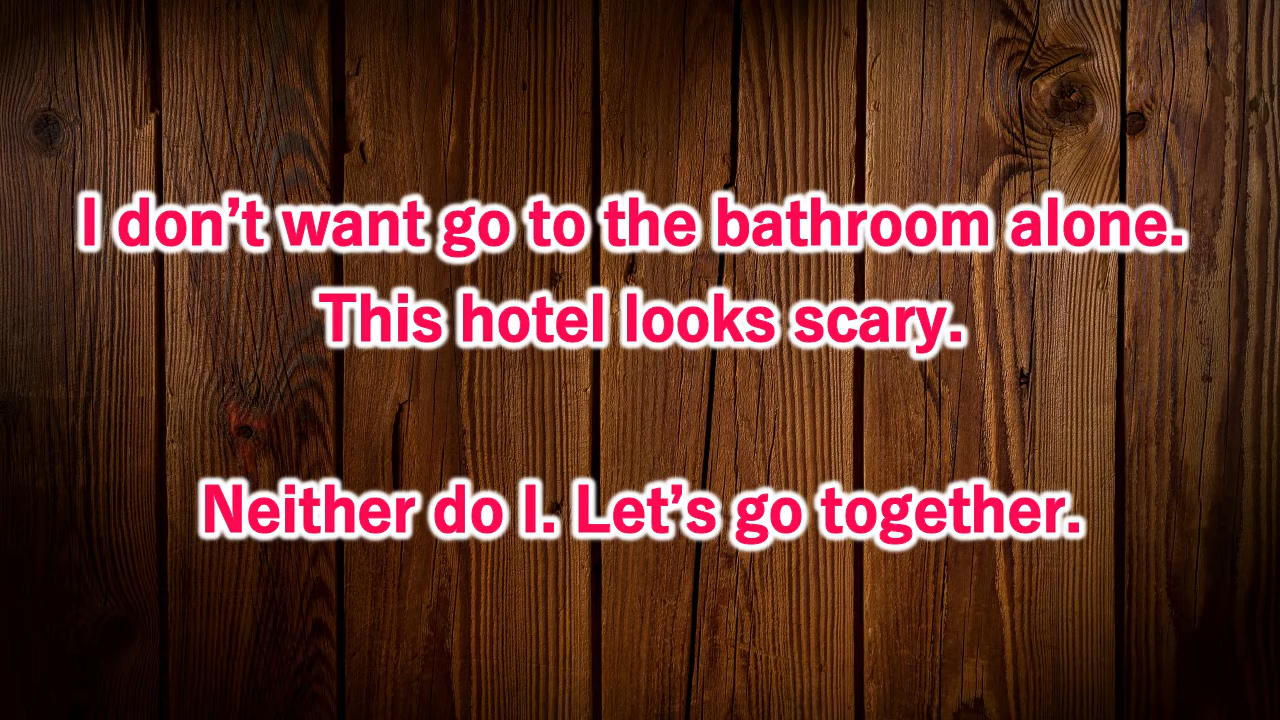 I don’t want go to the bathroom alone.
This hotel looks scary.
Neither do I. Let’s go together.